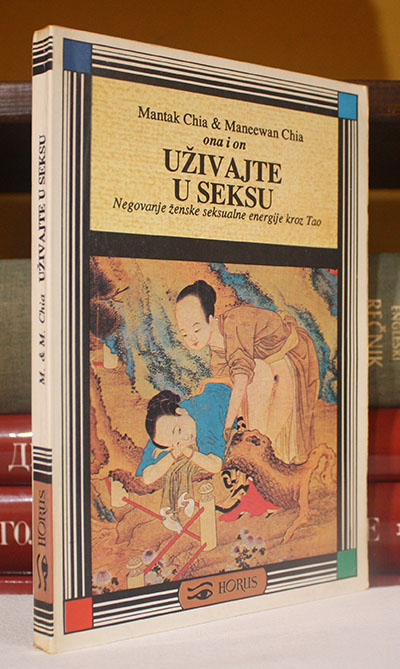 Mantak Chia & Maneewan Chia
ona i on
UŽIVAJTE
U SEKSU
Negovanje ženske seksualne energije kroz Tao
HORUS
M. & M. Chia UŽIVAJTE U SEKSU
HORUS
ENGLESKI
REČNIK